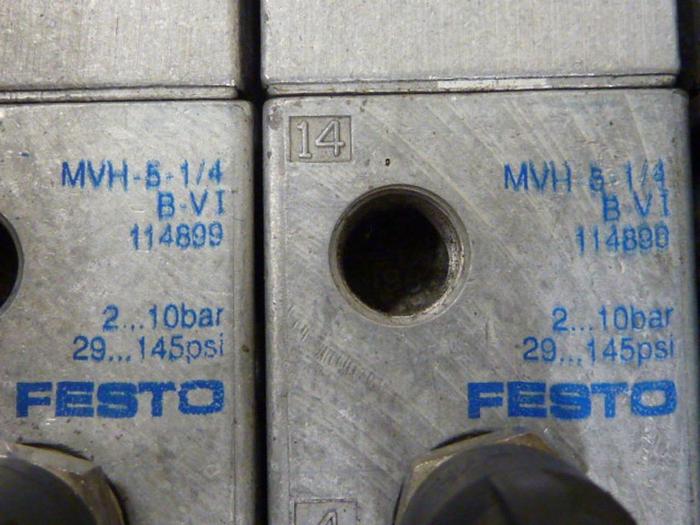 MVH-5-1/4
B-VI
114899
2...10bar
29...145psi
FESTO
14
MVH-5-1/4
B-VI
114899
2...10bar
29...145psi
FESTO
4